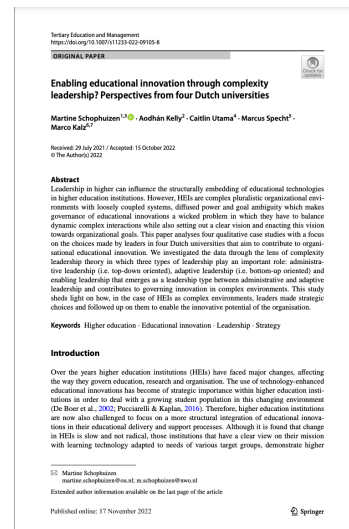 Tertiary Education and Management
https://doi.org/10.1007/s11233-022-09105-8
ORIGINAL PAPER
Check for
updates
Enabling educational innovation through complexity
leadership? Perspectives from four Dutch universities
Martine Schophuizen1,5 · Aodhán Kelly2 · Caitlin Utama4 · Marcus Specht5 ·
Marco Kalz6,7
Received: 29 July 2021 / Accepted: 15 October 2022
© The Author(s) 2022
Abstract
Leadership in higher can influence the structurally embedding of educational technologies
in higher education institutions. However, HEIs are complex pluralistic organizational envi-
ronments with loosely coupled systems, diffused power and goal ambiguity which makes
governance of educational innovations a wicked problem in which they have to balance
dynamic complex interactions while also setting out a clear vision and enacting this vision
towards organizational goals. This paper analyses four qualitative case studies with a focus
on the choices made by leaders in four Dutch universities that aim to contribute to organi-
sational educational innovation. We investigated the data through the lens of complexity
leadership theory in which three types of leadership play an important role: administra-
tive leadership (i.e. top-down oriented), adaptive leadership (i.e. bottom-up oriented) and
enabling leadership that emerges as a leadership type between administrative and adaptive
leadership and contributes to governing innovation in complex environments. This study
sheds light on how, in the case of HEIs as complex environments, leaders made strategic
choices and followed up on them to enable the innovative potential of the organisation.
Keywords Higher education · Educational innovation · Leadership · Strategy
Introduction
Over the years higher education institutions (HEIs) have faced major changes, affecting
the way they govern education, research and organisation. The use of technology-enhanced
educational innovations has become of strategic importance within higher education insti-
tutions in order to deal with a growing student population in this changing environment
(De Boer et al., 2002; Pucciarelli & Kaplan, 2016). Therefore, higher education institutions
are now also challenged to focus on a more structural integration of educational innova-
tions in their educational delivery and support processes. Although it is found that change
in HEIs is slow and not radical, those institutions that have a clear view on their mission
with learning technology adapted to needs of various target groups, demonstrate higher
Martine Schophuizen
martine.schophuizen@ou.nl; m.schophuizen@nwo.nl
Extended author information available on the last page of the article
Published online: 17 November 2022
Springer